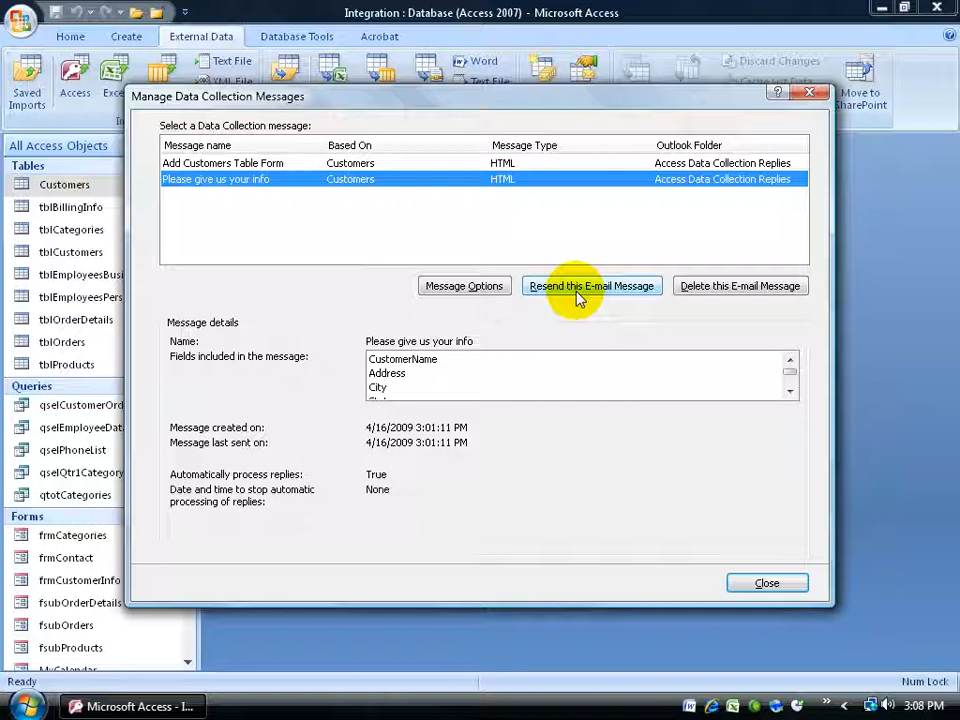 Integration : Database (Access 2007) - Microsoft Access
Home Create External Data Database Tools Acrobat
Saved Imports
Access
Text File
Word
Text File
Discard Changes
Move to SharePoint
Manage Data Collection Messages
All Access Objects
Tables
Customers
tblBillingInfo
tblCategories
tblCustomers
tblEmployeesBusi
tblEmployees
tblOrderDetails
tblOrders
tblProducts
Queries
qselCustomerOrd
qselEmployeeDat
qselPhoneList
qselQtr1Category
qtotCategories
Forms
frmCategories
frmContact
frmCustomerInfo
fsubOrderDetails
fsubOrders
fsubProducts
MyCalendar
Select a Data Collection message:
Message name Based On Message Type Outlook Folder
Add Customers Table Form Customers HTML Access Data Collection Replies
Please give us your info Customers HTML Access Data Collection Replies
Message Options Resend this E-mail Message Delete this E-mail Message
Message details
Name: Please give us your info
Fields included in the message:
CustomerName
Address
City
Message created on: 4/16/2009 3:01:11 PM
Message last sent on: 4/16/2009 3:01:11 PM
Automatically process replies: True
Date and time to stop automatic None
processing of replies:
Close
Ready
Num Lock
Microsoft Access - I...
3:08 PM